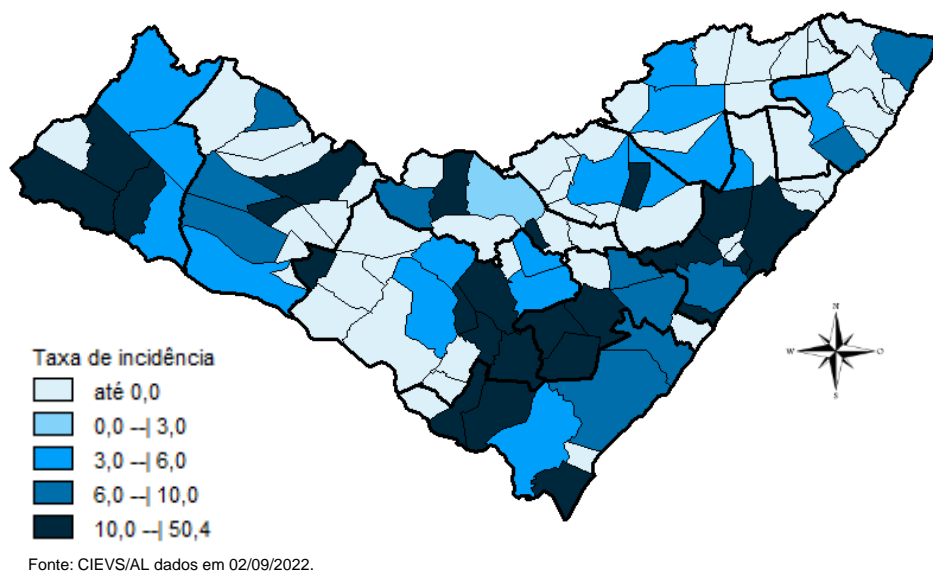 N
W
O
S
Taxa de incidência
até 0,0
0,0 --| 3,0
3,0 --| 6,0
6,0 --| 10,0
10,0 --| 50,4
Fonte: CIEVS/AL dados em 02/09/2022.